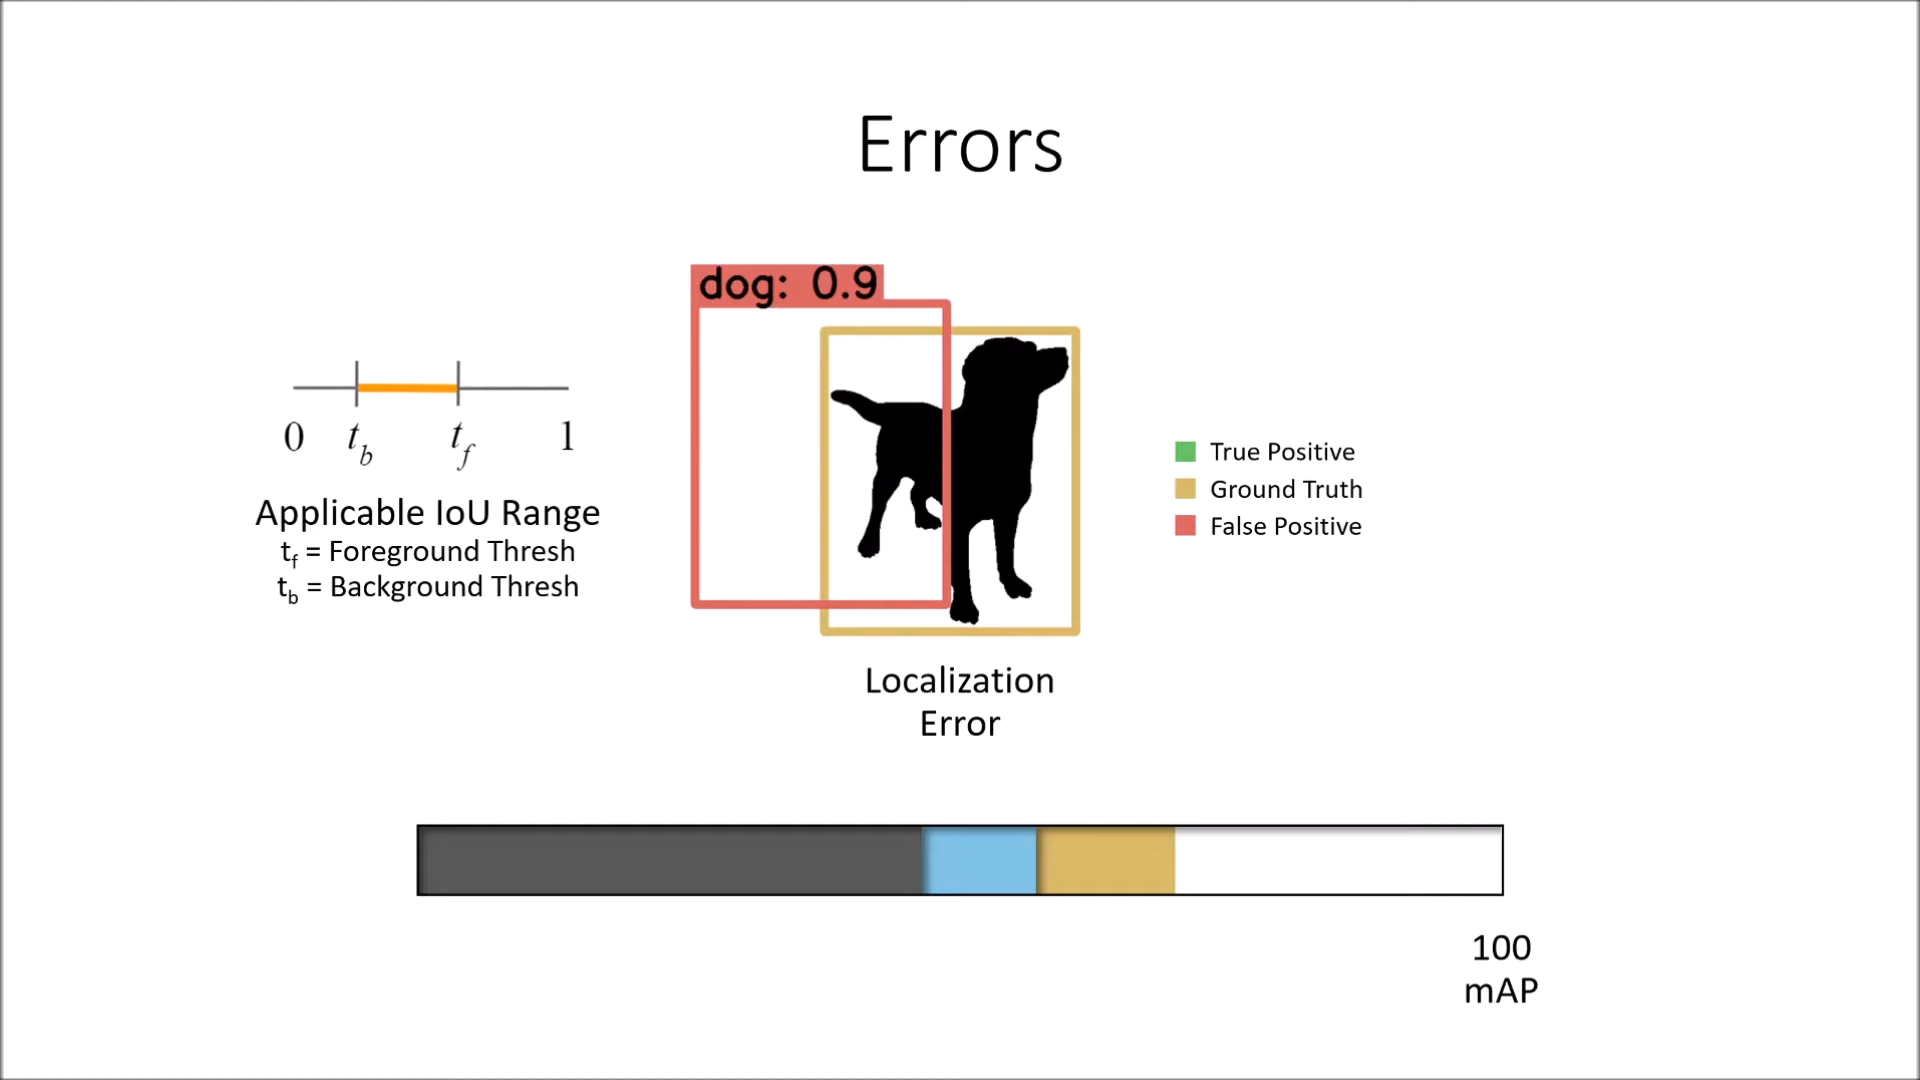 Errors
dog: 0.9
0 t_b t_f 1
Applicable IoU Range
t_f = Foreground Thresh
t_b = Background Thresh
True Positive
Ground Truth
False Positive
Localization
Error
100
mAP